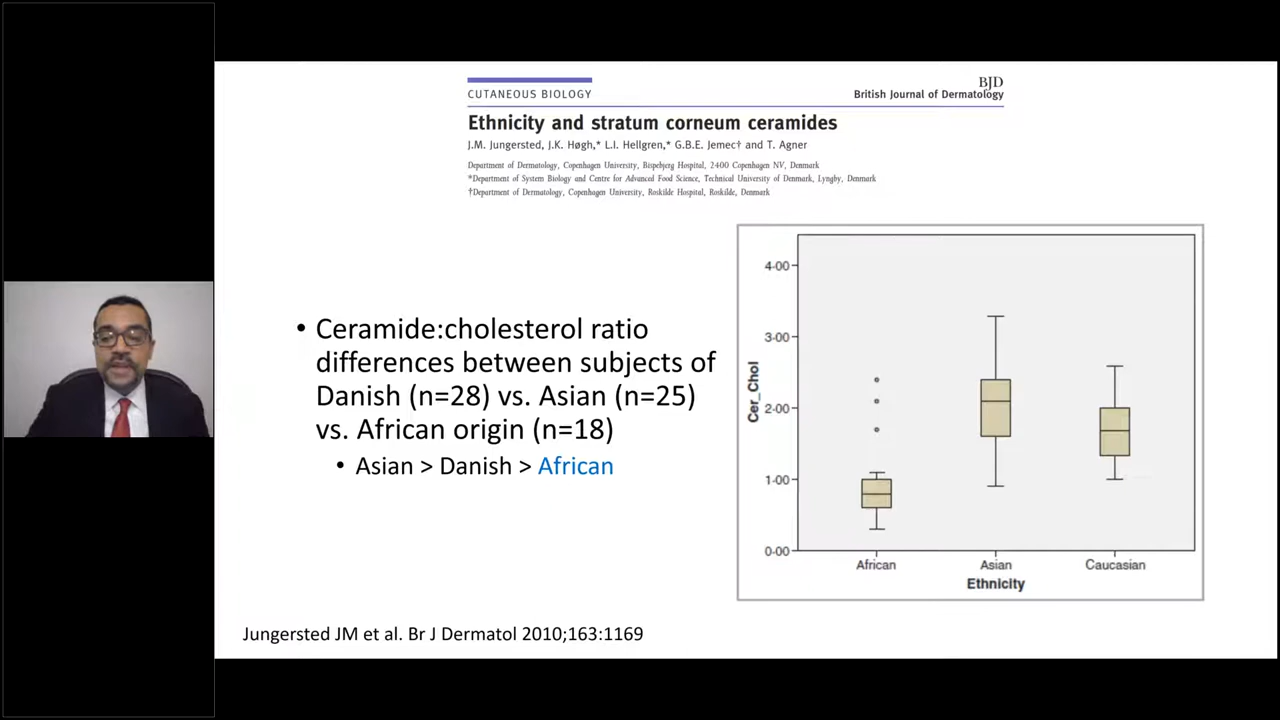 BJD
CUTANEOUS BIOLOGY
British Journal of Dermatology
Ethnicity and stratum corneum ceramides
J.M. Jungersted, J.K. Høgh,* L.I. Hellgren,* G.B.E. Jemec† and T. Agner
Department of Dermatology, Copenhagen University, Bispebjerg Hospital, 2400 Copenhagen NV, Denmark
*Department of System Biology and Centre for Advanced Food Science, Technical University of Denmark, Lyngby, Denmark
†Department of Dermatology, Copenhagen University, Roskilde Hospital, Roskilde, Denmark
• Ceramide:cholesterol ratio
differences between subjects of
Danish (n=28) vs. Asian (n=25)
vs. African origin (n=18)
• Asian > Danish > African
4·00
3·00
2·00
1·00
0·00
Cer_Chol
African Asian Caucasian
Ethnicity
Jungersted JM et al. Br J Dermatol 2010;163:1169